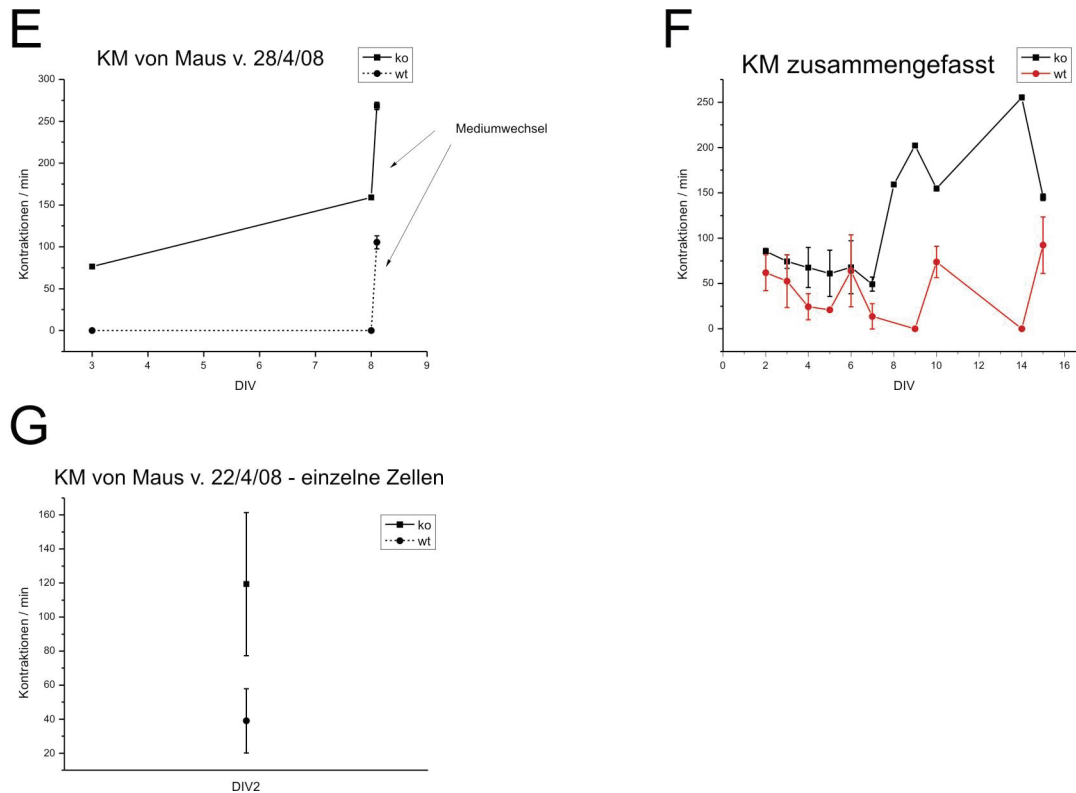 E
KM von Maus v. 28/4/08
ko
wt
Mediumwechsel
Kontraktionen / min
300
250
200
150
100
50
0
3 4 5 6 7 8 9
DIV
F
KM zusammengefasst
ko
wt
Kontraktionen / min
250
200
150
100
50
0
0 2 4 6 8 10 12 14 16
DIV
G
KM von Maus v. 22/4/08 - einzelne Zellen
ko
wt
Kontraktionen / min
160
140
120
100
80
60
40
20
DIV2